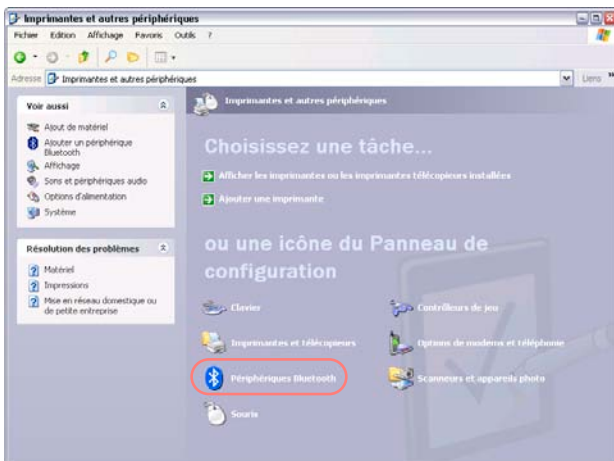 Imprimantes et autres périphériques
Fichier Edition Affichage Favoris Outils ?
Adresse Imprimantes et autres périphériques Liens »
Voir aussi
Ajout de matériel
Ajouter un périphérique
Bluetooth
Affichage
Sons et périphériques audio
Options d'alimentation
Système
Résolution des problèmes
Matériel
Impressions
Mise en réseau domestique ou
de petite entreprise
Imprimantes et autres périphériques
Choisissez une tâche...
Afficher les imprimantes ou les imprimantes télécopieurs installées
Ajouter une imprimante
ou une icône du Panneau de
configuration
Clavier
Contrôleurs de jeu
Imprimantes et télécopieurs
Options de modems et téléphonie
Périphériques Bluetooth
Scanneurs et appareils photo
Souris